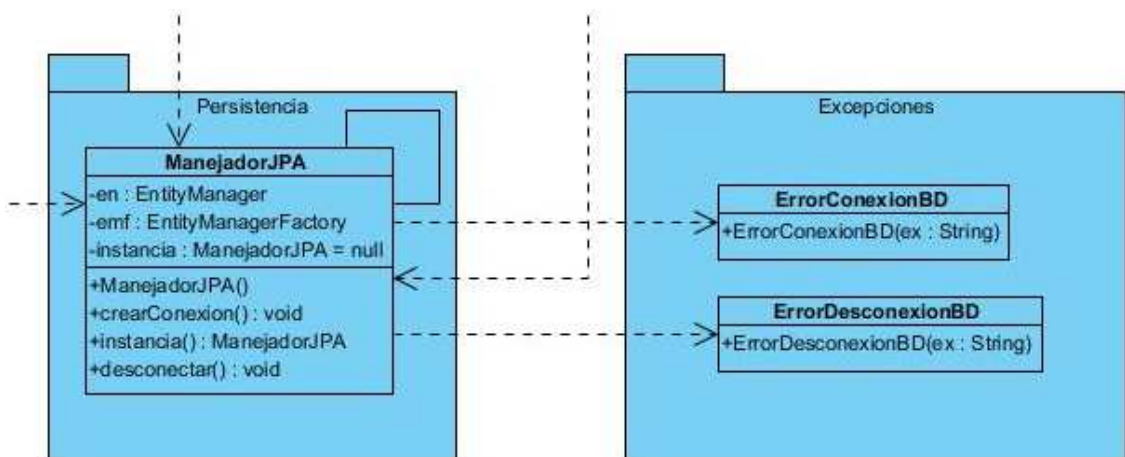 Persistencia
ManejadorJPA
-en : EntityManager
-emf : EntityManagerFactory
-instancia : ManejadorJPA = null
+ManejadorJPA()
+crearConexion() : void
+instancia() : ManejadorJPA
+desconectar() : void
Excepciones
ErrorConexionBD
+ErrorConexionBD(ex : String)
ErrorDesconexionBD
+ErrorDesconexionBD(ex : String)